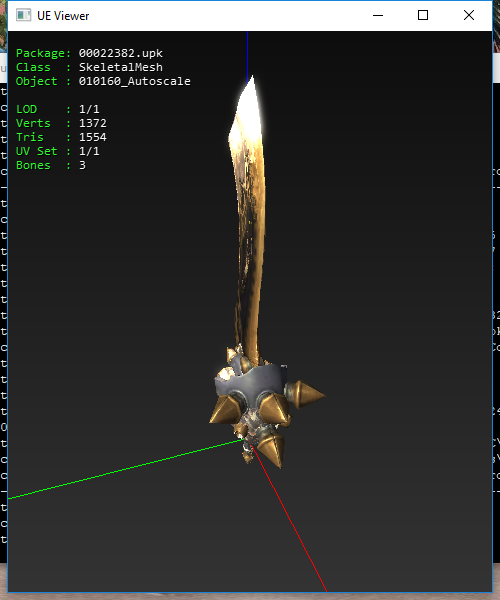 UE Viewer
Package: 00022382.upk
Class : SkeletalMesh
Object : 010160_Autoscale
LOD : 1/1
Verts : 1372
Tris : 1554
UV Set : 1/1
Bones : 3